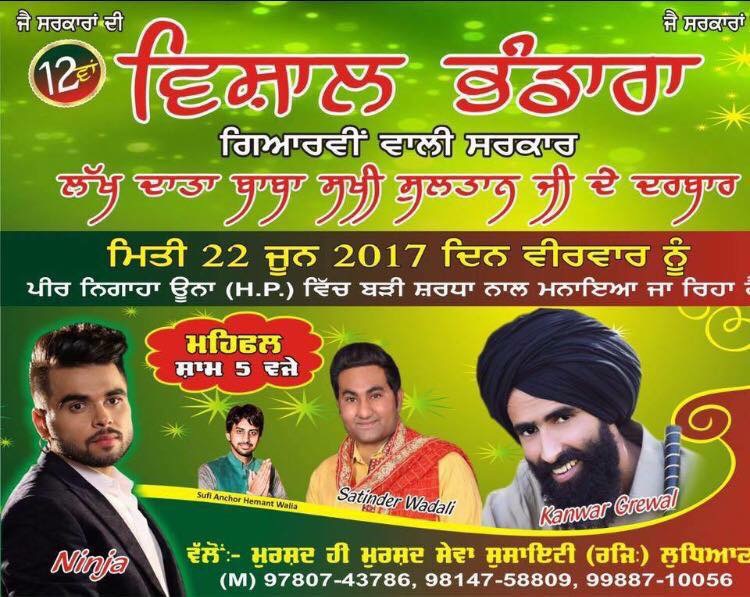 ਜੈ ਸਰਕਾਰਾਂ ਦੀ
ਜੈ ਸਰਕਾਰਾਂ
12ਵਾਂ
ਵਿਸ਼ਾਲ ਭੰਡਾਰਾ
ਗਿਆਰਵੀਂ ਵਾਲੀ ਸਰਕਾਰ
ਲੱਖ ਦਾਤਾ ਬਾਬਾ ਸਖੀ ਸੁਲਤਾਨ ਜੀ ਦੇ ਦਰਬਾਰ
ਮਿਤੀ 22 ਜੂਨ 2017 ਦਿਨ ਵੀਰਵਾਰ ਨੂੰ
ਪੀਰ ਨਿਗਾਹਾ ਊਨਾ (H.P.) ਵਿੱਚ ਬੜੀ ਸ਼ਰਧਾ ਨਾਲ ਮਨਾਇਆ ਜਾ ਰਿਹਾ
ਮਹਿਫਲ
ਸ਼ਾਮ 5 ਵਜੇ
Sufi Anchor Hemant Walia
Satinder Wadali
Kanwar Grewal
Ninja
ਵੱਲੋਂ:- ਮੁਰਸ਼ਦ ਹੀ ਮੁਰਸ਼ਦ ਸੇਵਾ ਸੁਸਾਇਟੀ (ਰਜਿ:)
(M) 97807-43786, 98147-58809, 99887-10056